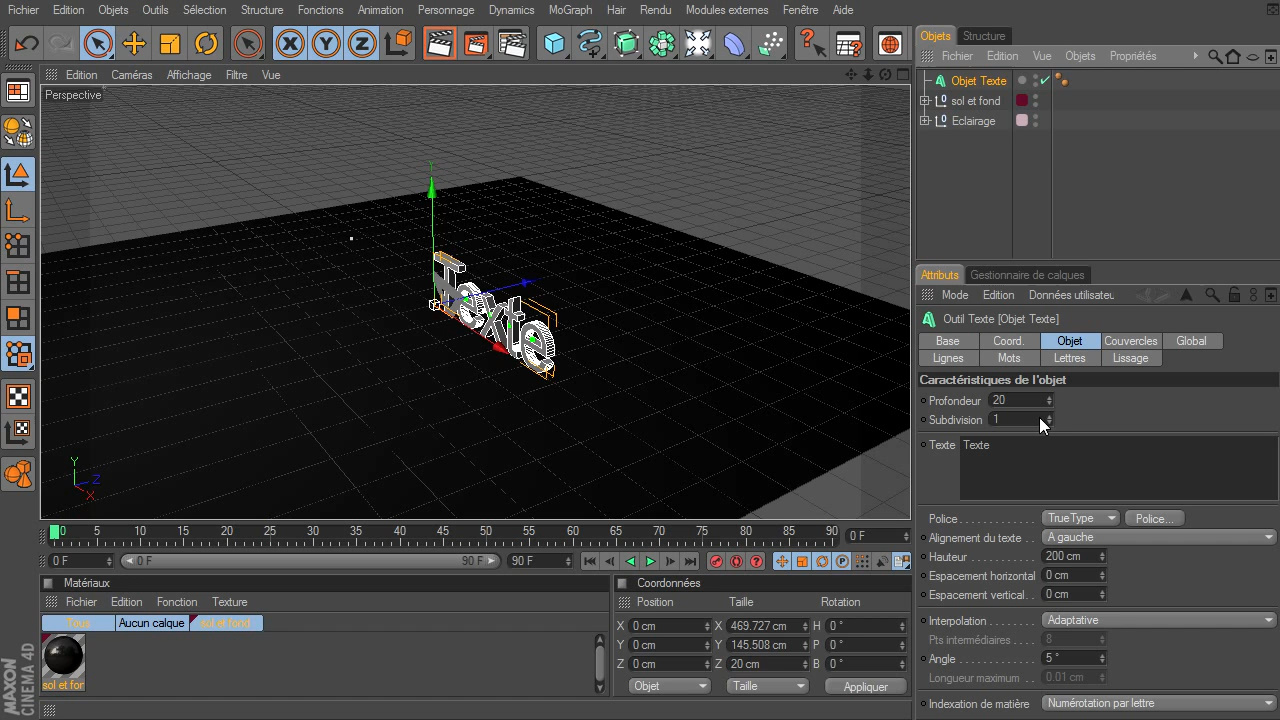 Fichier Edition Objets Outils Sélection Structure Fonctions Animation Personnage Dynamics MoGraph Hair Rendu Modules externes Fenêtre Aide
X Y Z
Objets Structure
Fichier Edition Vue Objets Propriétés
Objet Texte
sol et fond
Eclairage
Edition Caméras Affichage Filtre Vue
Perspective
Y
Texte
Y
Z
X
Attributs Gestionnaire de calques
Mode Edition Données utilisateu
Outil Texte [Objet Texte]
Base Coord. Objet Couvercles Global
Lignes Mots Lettres Lissage
Caractéristiques de l'objet
Profondeur 20
Subdivision 1
Texte Texte
Police TrueType Police...
Alignement du texte A gauche
Hauteur 200 cm
Espacement horizontal 0 cm
Espacement vertical 0 cm
Interpolation Adaptative
Pts intermédiaires 8
Angle 5 °
Longueur maximum 0.01 cm
Indexation de matière Numérotation par lettre
0 5 10 15 20 25 30 35 40 45 50 55 60 65 70 75 80 85 90 0 F
0 F 0 F 90 F 90 F
Matériaux
Fichier Edition Fonction Texture
Tous Aucun calque sol et fond
sol et for
Coordonnées
Position Taille Rotation
X 0 cm X 469.727 cm H 0 °
Y 0 cm Y 145.508 cm P 0 °
Z 0 cm Z 20 cm B 0 °
Objet Taille Appliquer
MAXON
CINEMA 4D